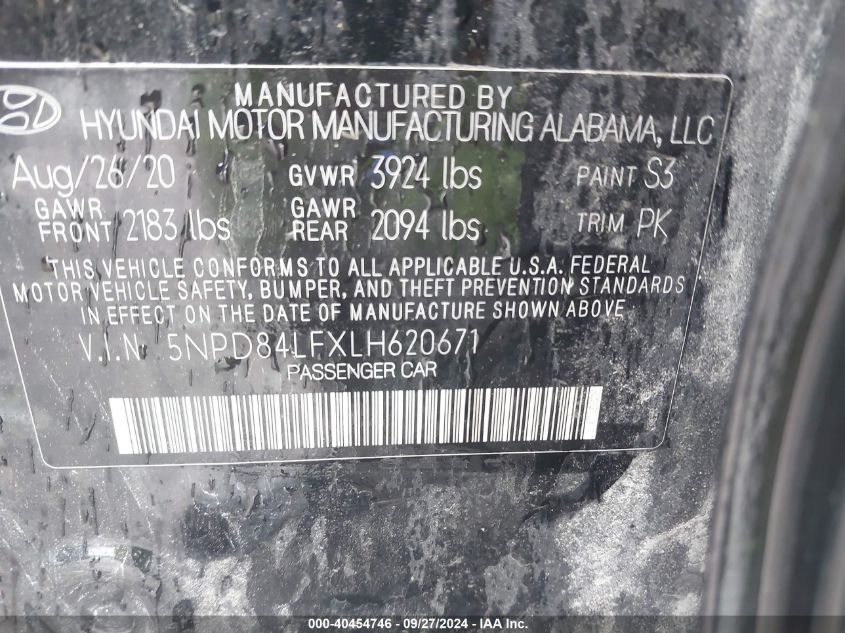 MANUFACTURED BY
HYUNDAI MOTOR MANUFACTURING ALABAMA, LLC
Aug/26/20 GVWR 3924 lbs PAINT S3
GAWR FRONT 2183 lbs GAWR REAR 2094 lbs TRIM PK
THIS VEHICLE CONFORMS TO ALL APPLICABLE U.S.A. FEDERAL
MOTOR VEHICLE SAFETY, BUMPER, AND THEFT PREVENTION STANDARDS
IN EFFECT ON THE DATE OF MANUFACTURE SHOWN ABOVE
V.I.N 5NPD84LFXLH620671
PASSENGER CAR
000-40454746 — 09/27/2024 — IAA Inc.